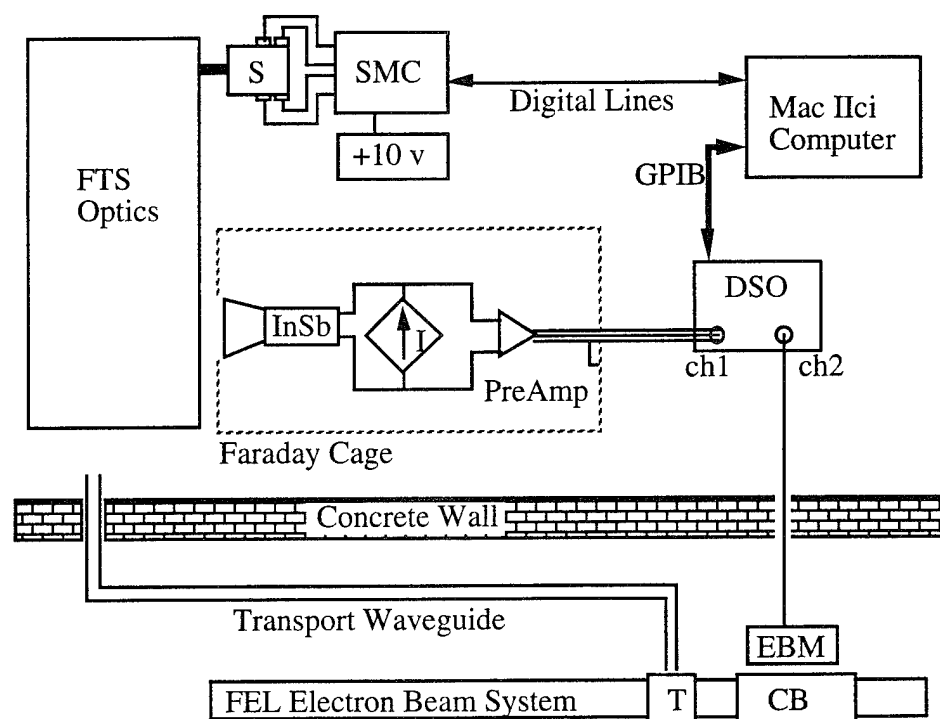 S
SMC
+10 v
Digital Lines
Mac IIci
Computer
FTS
Optics
GPIB
DSO
InSb
I
ch1
ch2
PreAmp
Faraday Cage
Concrete Wall
Transport Waveguide
EBM
FEL Electron Beam System
T
CB